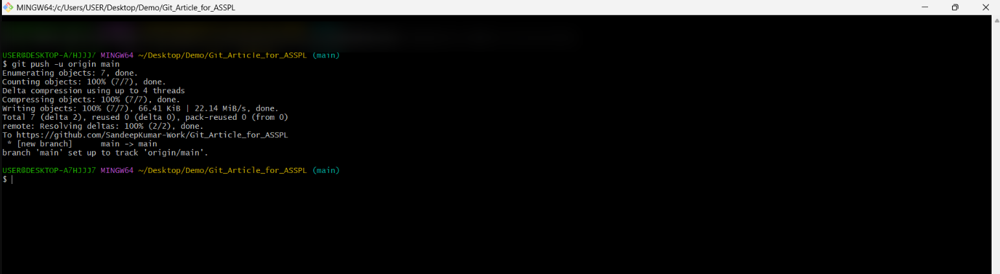 MINGW64:/c/Users/USER/Desktop/Demo/Git_Article_for_ASSPL
USER@DESKTOP-A7HJJJ7 MINGW64 ~/Desktop/Demo/Git_Article_for_ASSPL (main)
$ git push -u origin main
Enumerating objects: 7, done.
Counting objects: 100% (7/7), done.
Delta compression using up to 4 threads
Compressing objects: 100% (7/7), done.
Writing objects: 100% (7/7), 66.41 KiB | 22.14 MiB/s, done.
Total 7 (delta 2), reused 0 (delta 0), pack-reused 0 (from 0)
remote: Resolving deltas: 100% (2/2), done.
To https://github.com/SandeepKumar-Work/Git_Article_for_ASSPL
 * [new branch]      main -> main
branch 'main' set up to track 'origin/main'.
USER@DESKTOP-A7HJJJ7 MINGW64 ~/Desktop/Demo/Git_Article_for_ASSPL (main)
$